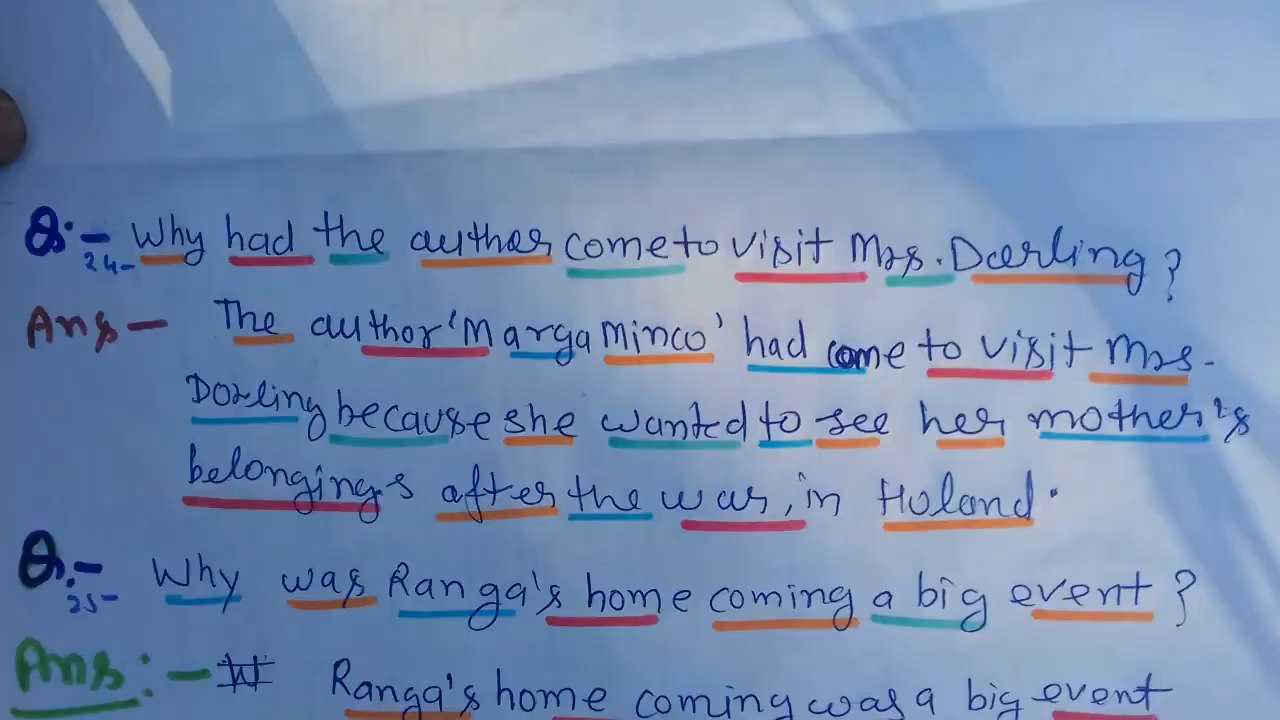 Q:- Why had the author come to visit Mrs. Dorling?
24-
Ans- The author 'Marga Minco' had come to visit Mrs.
Dorling because she wanted to see her mother's
belongings after the war, in Holand.
Q.:- Why was Ranga's home coming a big event?
25-
Ans:- Ranga's home coming was a big event